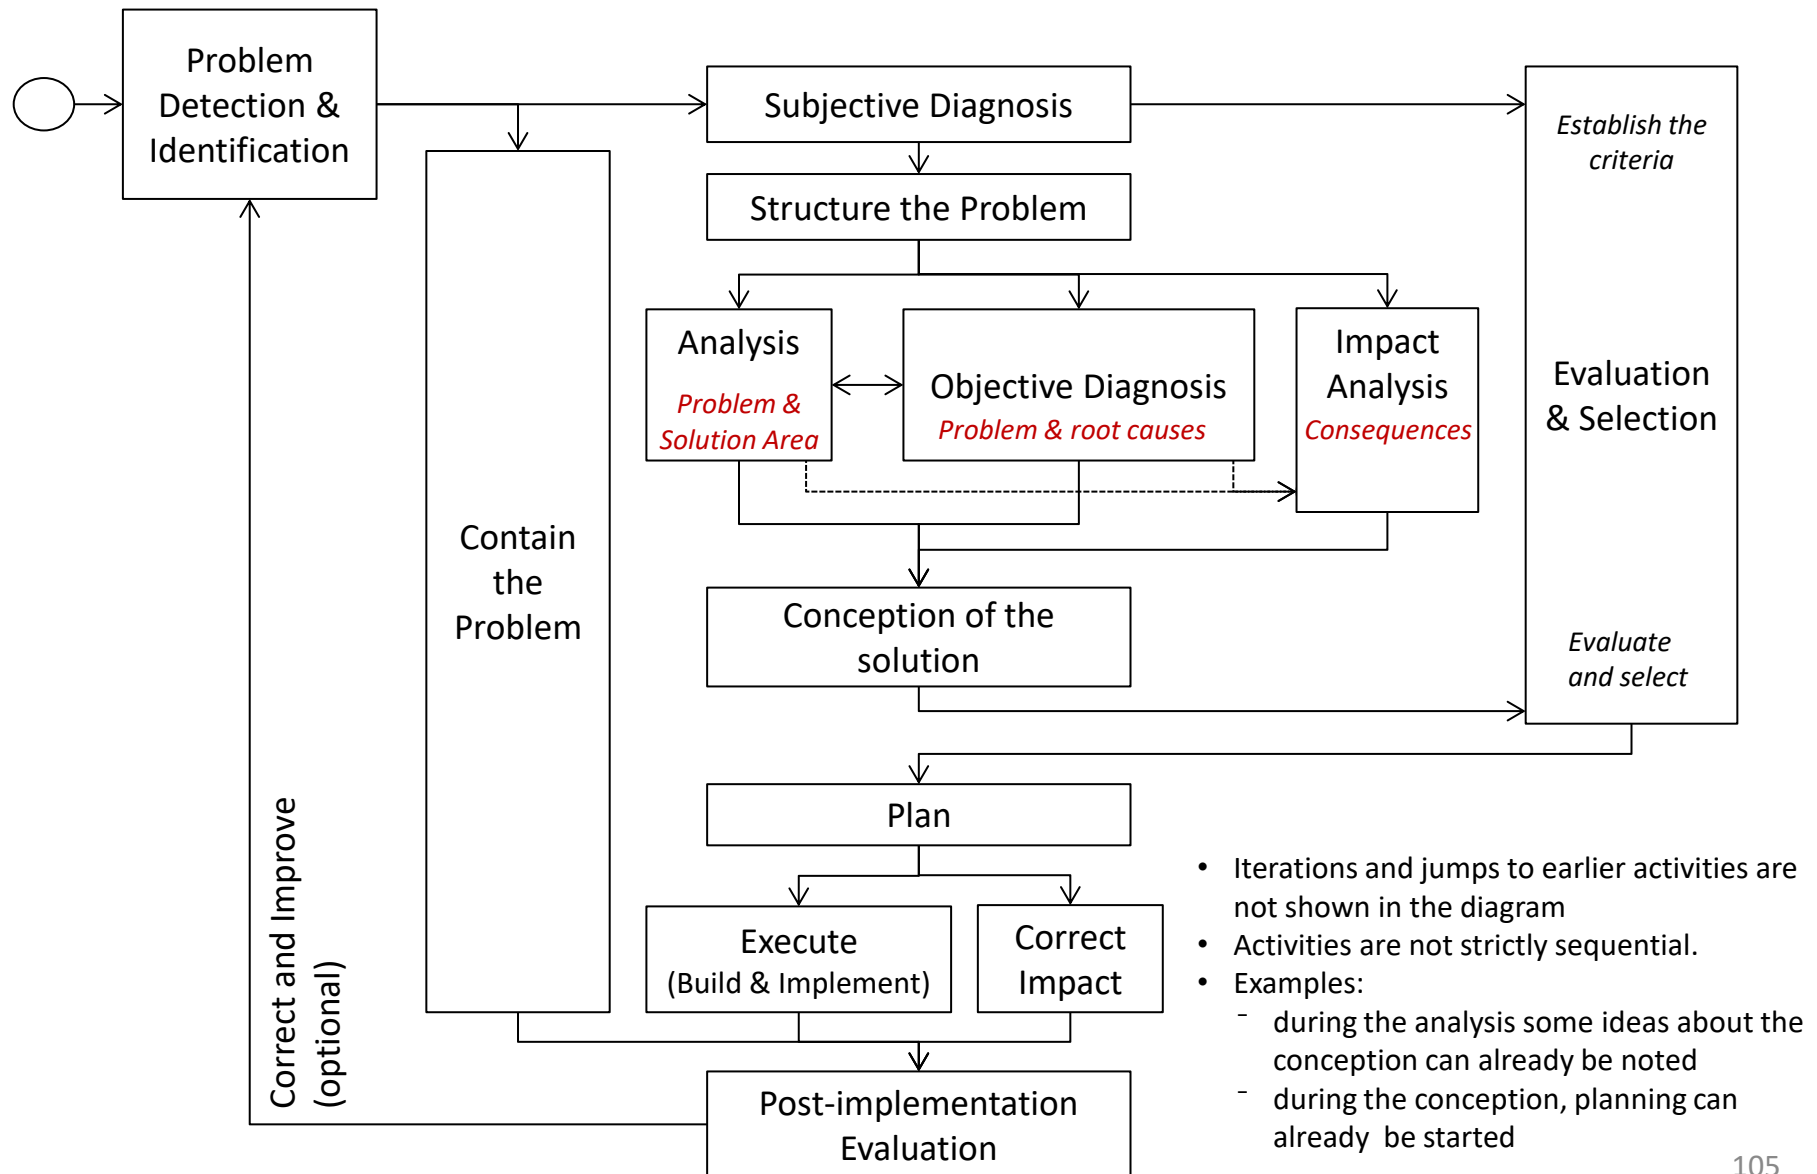 Problem
Detection &
Identification
Subjective Diagnosis
Establish the
criteria
Structure the Problem
Analysis
Problem &
Solution Area
Objective Diagnosis
Problem & root causes
Impact
Analysis
Consequences
Evaluation
& Selection
Contain
the
Problem
Conception of the
solution
Evaluate
and select
Plan
Execute
(Build & Implement)
Correct
Impact
Correct and Improve
(optional)
Post-implementation
Evaluation
• Iterations and jumps to earlier activities are
not shown in the diagram
• Activities are not strictly sequential.
• Examples:
⁻ during the analysis some ideas about the
conception can already be noted
⁻ during the conception, planning can
already be started
105